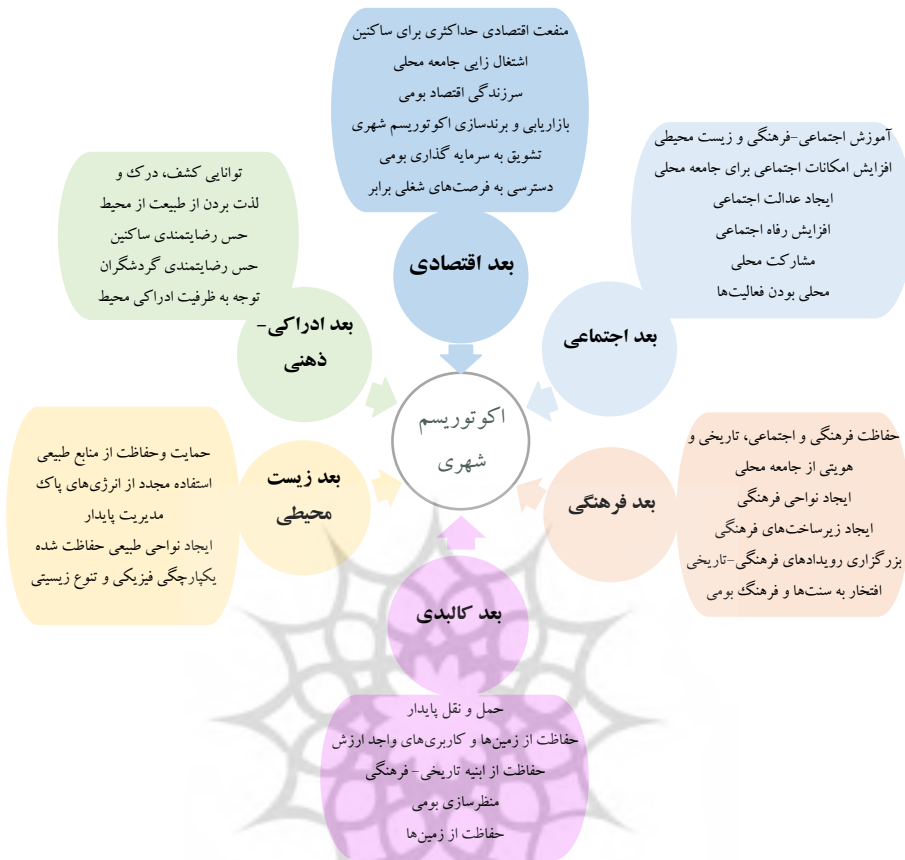 منفعت اقتصادی حداکثری برای ساکنین
اشتغال زایی جامعه محلی
سرزندگی اقتصاد بومی
بازاریابی و برندسازی اکوتوریسم شهری
تشویق به سرمایه گذاری بومی
دسترسی به فرصت‌های شغلی برابر
بعد اقتصادی
آموزش اجتماعی-فرهنگی و زیست محیطی
افزایش امکانات اجتماعی برای جامعه محلی
ایجاد عدالت اجتماعی
افزایش رفاه اجتماعی
مشارکت محلی
محلی بودن فعالیت‌ها
بعد اجتماعی
توانایی کشف، درک و
لذت بردن از طبیعت از محیط
حس رضایتمندی ساکنین
حس رضایتمندی گردشگران
توجه به ظرفیت ادراکی محیط
بعد ادراکی-
ذهنی
اکوتوریسم
شهری
حفاظت فرهنگی و اجتماعی، تاریخی و
هویتی از جامعه محلی
ایجاد نواحی فرهنگی
ایجاد زیرساخت‌های فرهنگی
بزرگزاری رویدادهای فرهنگی-تاریخی
افتخار به سنت‌ها و فرهنگ بومی
بعد فرهنگی
حمایت وحفاظت از منابع طبیعی
استفاده مجدد از انرژی‌های پاک
مدیریت پایدار
ایجاد نواحی طبیعی حفاظت شده
یکپارچگی فیزیکی و تنوع زیسیتی
بعد زیست
محیطی
بعد کالبدی
حمل و نقل پایدار
حفاظت از زمین‌ها و کاربری‌های واجد ارزش
حفاظت از ابنیه تاریخی- فرهنگی
منظرسازی بومی
حفاظت از زمین‌ها